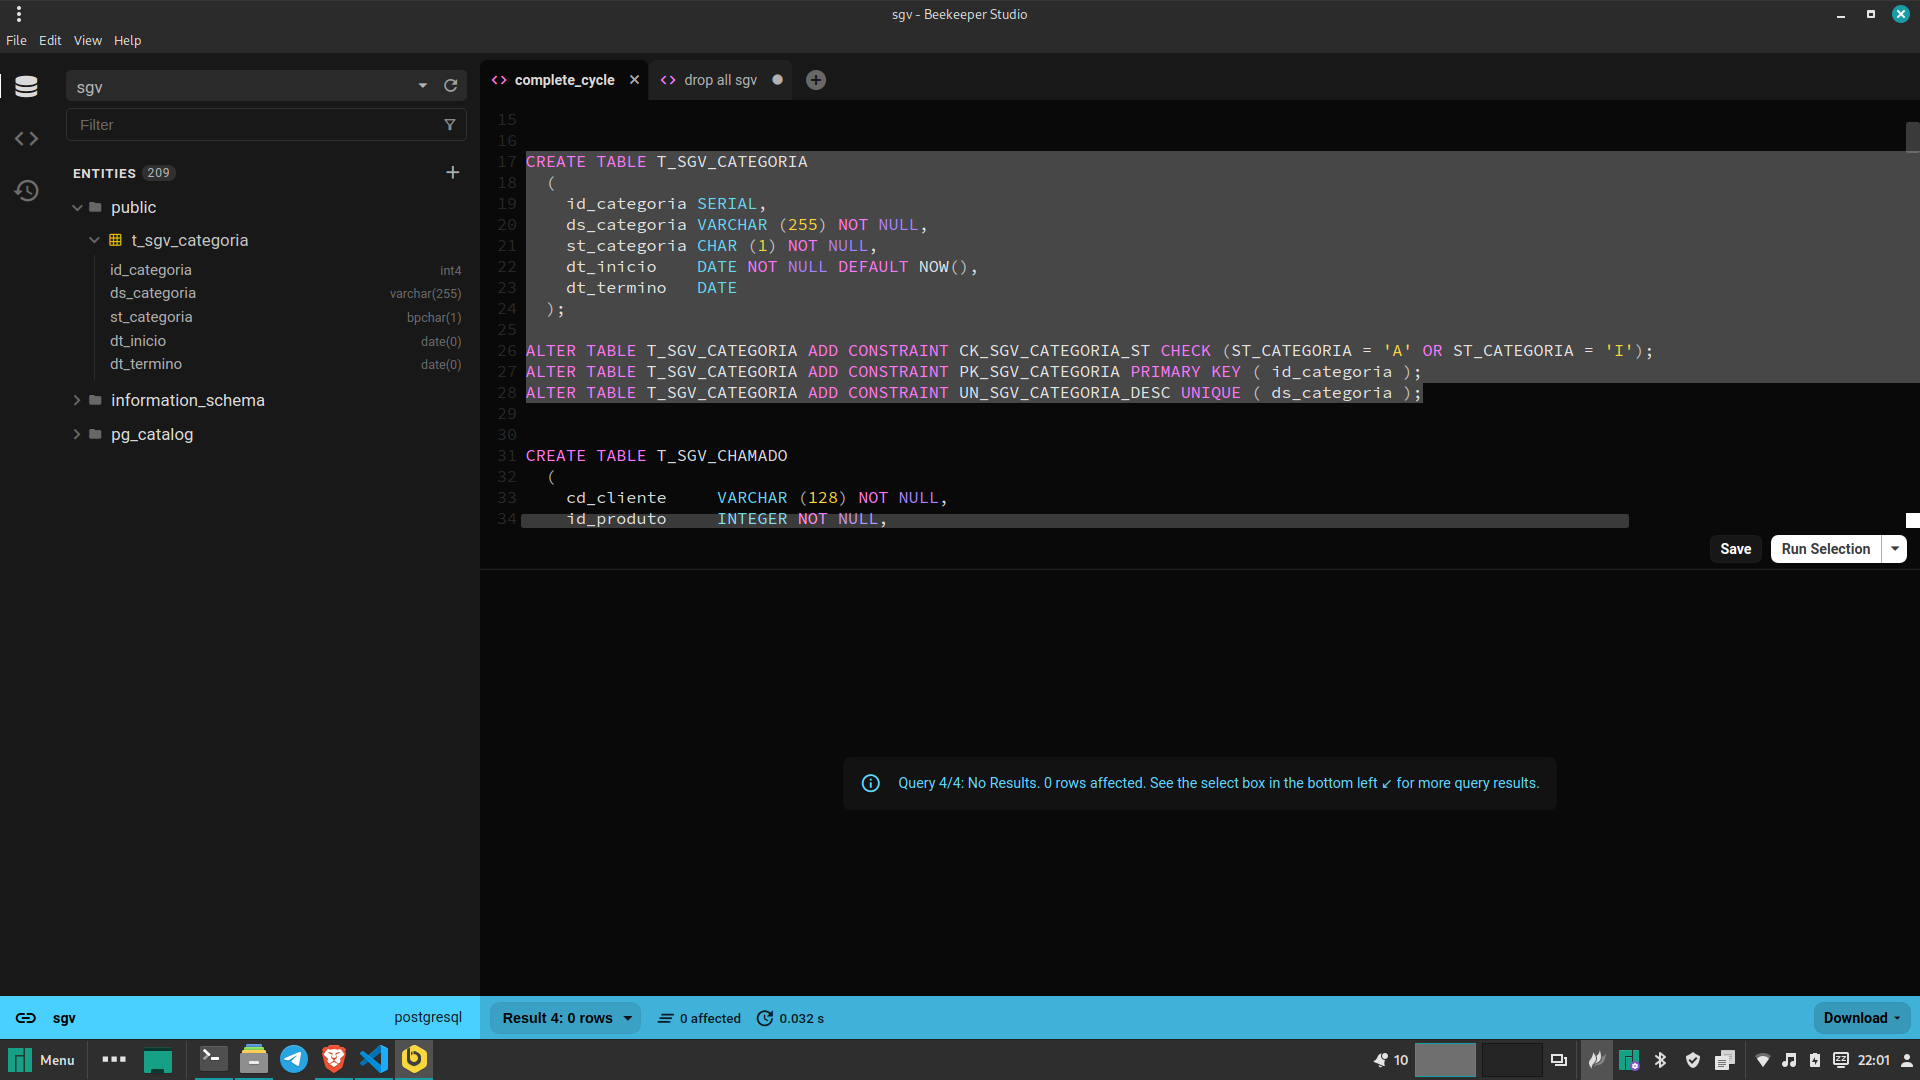 sgv - Beekeeper Studio
File Edit View Help
sgv
Filter
ENTITIES 209
public
t_sgv_categoria
id_categoria int4
ds_categoria varchar(255)
st_categoria bpchar(1)
dt_inicio date(0)
dt_termino date(0)
information_schema
pg_catalog
complete_cycle drop all sgv
15
16
17 CREATE TABLE T_SGV_CATEGORIA
18 (
19 id_categoria SERIAL,
20 ds_categoria VARCHAR (255) NOT NULL,
21 st_categoria CHAR (1) NOT NULL,
22 dt_inicio DATE NOT NULL DEFAULT NOW(),
23 dt_termino DATE
24 );
25
26 ALTER TABLE T_SGV_CATEGORIA ADD CONSTRAINT CK_SGV_CATEGORIA_ST CHECK (ST_CATEGORIA = 'A' OR ST_CATEGORIA = 'I');
27 ALTER TABLE T_SGV_CATEGORIA ADD CONSTRAINT PK_SGV_CATEGORIA PRIMARY KEY ( id_categoria );
28 ALTER TABLE T_SGV_CATEGORIA ADD CONSTRAINT UN_SGV_CATEGORIA_DESC UNIQUE ( ds_categoria );
29
30
31 CREATE TABLE T_SGV_CHAMADO
32 (
33 cd_cliente VARCHAR (128) NOT NULL,
34 id_produto INTEGER NOT NULL,
Save Run Selection
Query 4/4: No Results. 0 rows affected. See the select box in the bottom left ↙ for more query results.
sgv postgresql Result 4: 0 rows 0 affected 0.032 s Download
Menu 10 22:01